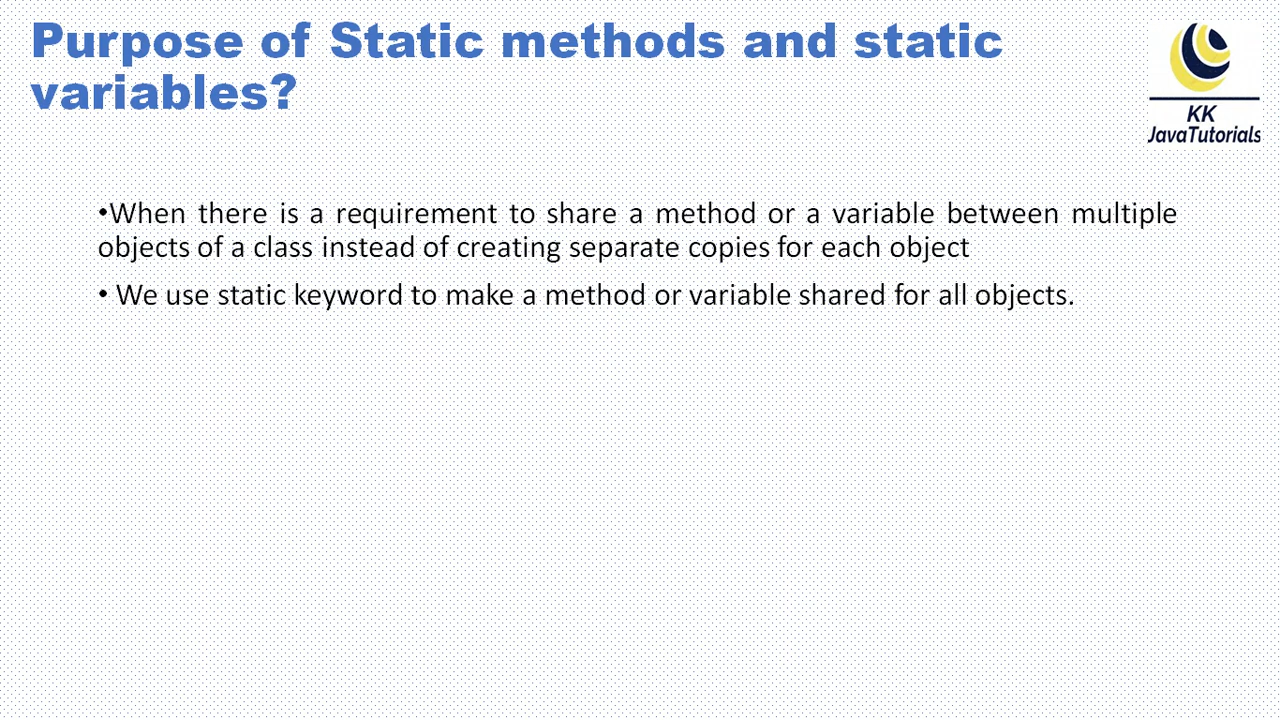 Purpose of Static methods and static
variables?
KK
JavaTutorials
•When there is a requirement to share a method or a variable between multiple
objects of a class instead of creating separate copies for each object
• We use static keyword to make a method or variable shared for all objects.